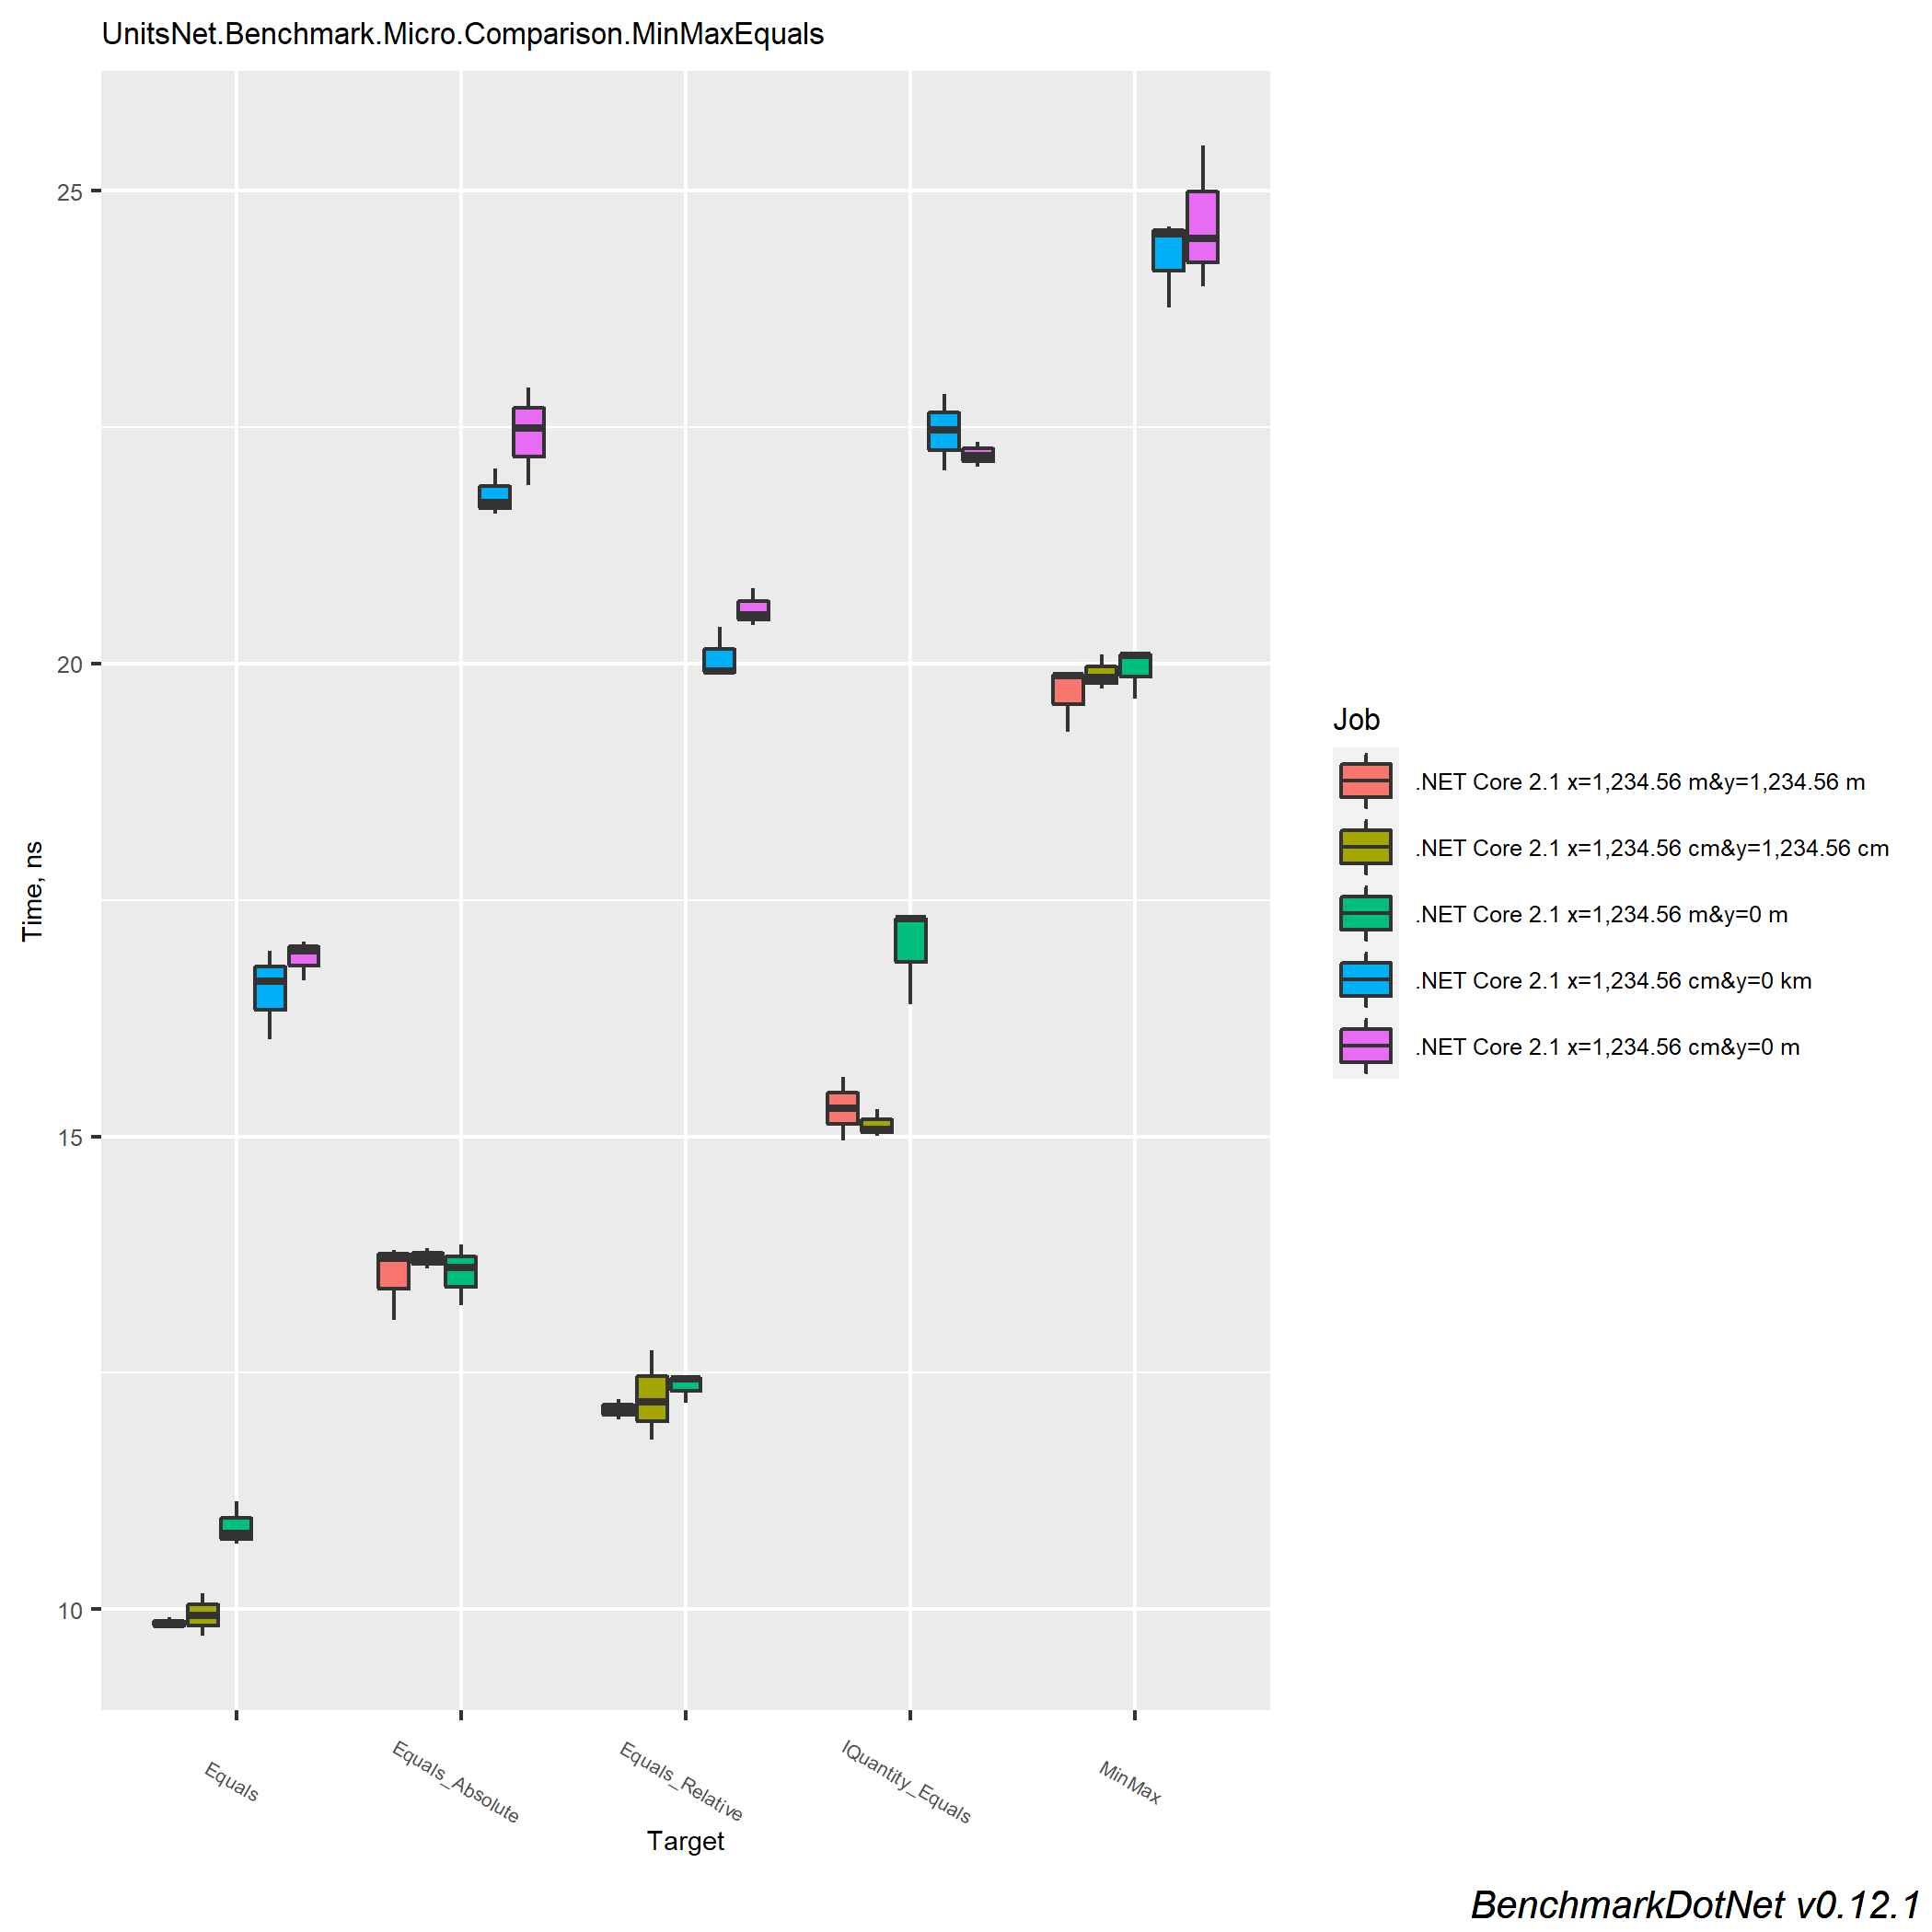 UnitsNet.Benchmark.Micro.Comparison.MinMaxEquals
25
20
15
10
Time, ns
Equals
Equals_Absolute
Equals_Relative
IQuantity_Equals
MinMax
Target
Job
.NET Core 2.1 x=1,234.56 m&y=1,234.56 m
.NET Core 2.1 x=1,234.56 cm&y=1,234.56 cm
.NET Core 2.1 x=1,234.56 m&y=0 m
.NET Core 2.1 x=1,234.56 cm&y=0 km
.NET Core 2.1 x=1,234.56 cm&y=0 m
BenchmarkDotNet v0.12.1